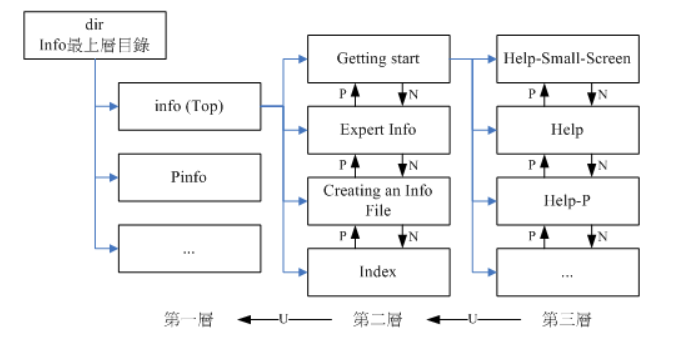 dir
Info最上層目錄
info (Top)
Pinfo
...
Getting start
P
N
Expert Info
P
N
Creating an Info
File
P
N
Index
Help-Small-Screen
P
N
Help
P
N
Help-P
P
N
...
第一層
U
第二層
U
第三層